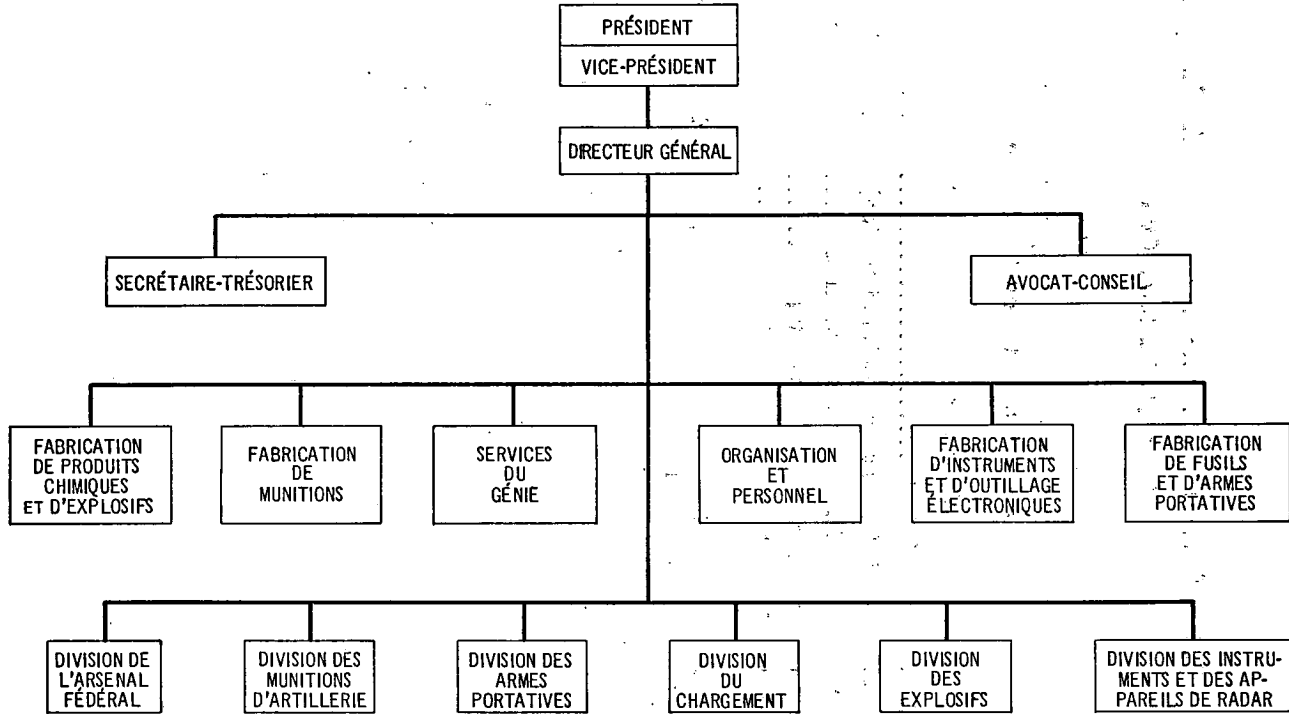 PRÉSIDENT
VICE-PRÉSIDENT
DIRECTEUR GÉNÉRAL
SECRÉTAIRE-TRÉSORIER
AVOCAT-CONSEIL
FABRICATION
DE PRODUITS
CHIMIQUES
ET D'EXPLOSIFS
FABRICATION
DE
MUNITIONS
SERVICES
DU
GÉNIE
ORGANISATION
ET
PERSONNEL
FABRICATION
D'INSTRUMENTS
ET D'OUTILLAGE
ÉLECTRONIQUES
FABRICATION
DE FUSILS
ET D'ARMES
PORTATIVES
DIVISION DE
L'ARSENAL
FÉDÉRAL
DIVISION DES
MUNITIONS
D'ARTILLERIE
DIVISION DES
ARMES
PORTATIVES
DIVISION
DU
CHARGEMENT
DIVISION
DES
EXPLOSIFS
DIVISION DES INSTRU-
MENTS ET DES AP-
PAREILS DE RADAR